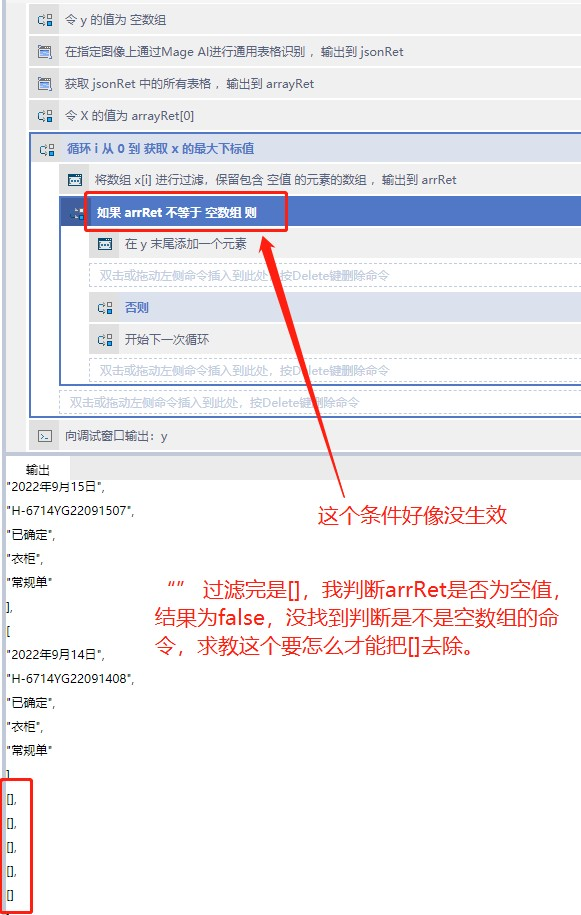 令 y 的值为 空数组
在指定图像上通过Mage AI进行通用表格识别 ，输出到 jsonRet
获取 jsonRet 中的所有表格 ，输出到 arrayRet
令 X 的值为 arrayRet[0]
循环 i 从 0 到 获取 x 的最大下标值
将数组 x[i] 进行过滤，保留包含 空值 的元素的数组 ，输出到 arrRet
如果 arrRet 不等于 空数组 则
在 y 末尾添加一个元素
双击或拖动左侧命令插入到此处，按Delete键删除命令
否则
开始下一次循环
双击或拖动左侧命令插入到此处，按Delete键删除命令
双击或拖动左侧命令插入到此处，按Delete键删除命令
向调试窗口输出：y
输出
"2022年9月15日",
"H-6714YG22091507",
"已确定",
"衣柜",
"常规单"
],
[
"2022年9月14日",
"H-6714YG22091408",
"已确定",
"衣柜",
"常规单"
]
[],
[],
[],
[],
[]
这个条件好像没生效
“” 过滤完是[]，我判断arrRet是否为空值，
结果为false，没找到判断是不是空数组的命
令，求教这个要怎么才能把[]去除。